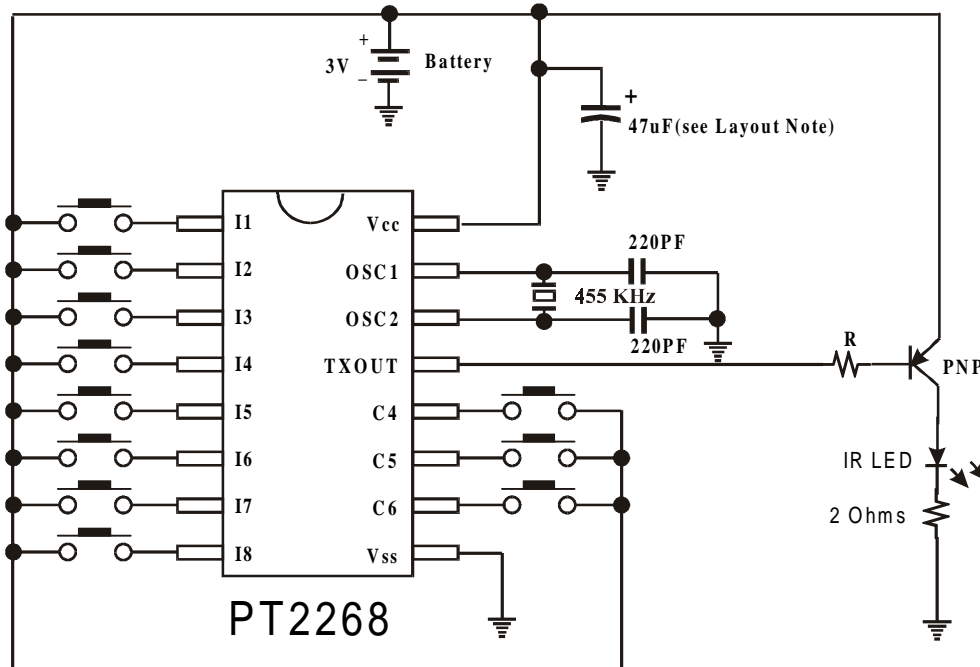 +
3V
–
Battery
+
47uF(see Layout Note)
I1
I2
I3
I4
I5
I6
I7
I8
Vcc
OSC1
OSC2
TXOUT
C4
C5
C6
Vss
220PF
455 KHz
220PF
R
PNP
IR LED
2 Ohms
PT2268